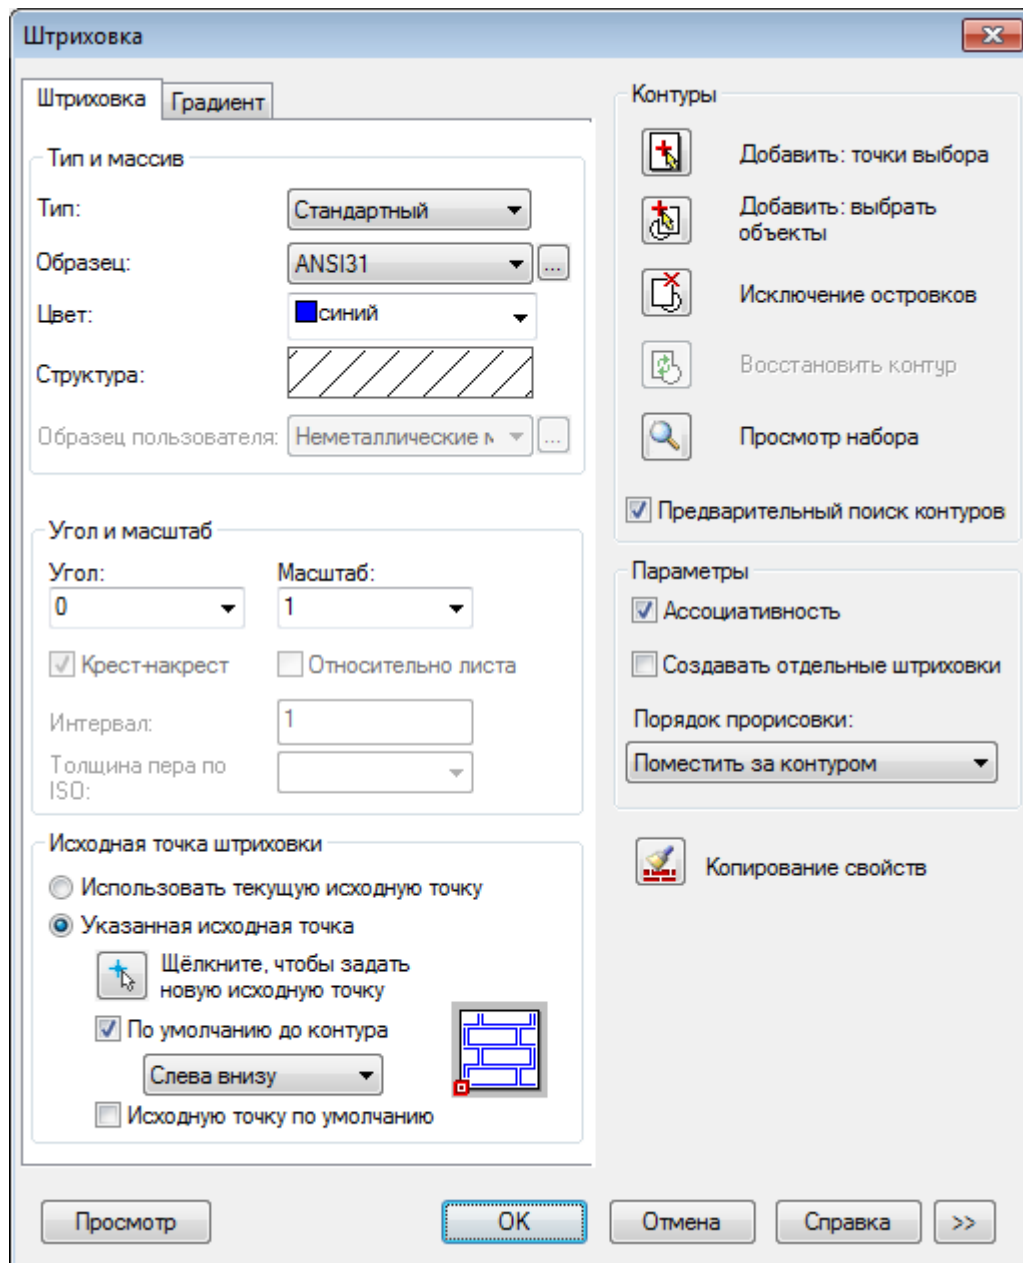 Штриховка
Штриховка
Градиент
Тип и массив
Тип:
Стандартный
Образец:
ANSI31
...
Цвет:
синий
Структура:
Образец пользователя:
Неметаллические м
...
Угол и масштаб
Угол:
Масштаб:
0
1
Крест-накрест
Относительно листа
Интервал:
1
Толщина пера по
ISO:
Исходная точка штриховки
Использовать текущую исходную точку
Указанная исходная точка
Щёлкните, чтобы задать
новую исходную точку
По умолчанию до контура
Слева внизу
Исходную точку по умолчанию
Контуры
Добавить: точки выбора
Добавить: выбрать
объекты
Исключение островков
Восстановить контур
Просмотр набора
Предварительный поиск контуров
Параметры
Ассоциативность
Создавать отдельные штриховки
Порядок прорисовки:
Поместить за контуром
Копирование свойств
Просмотр
OK
Отмена
Справка
>>